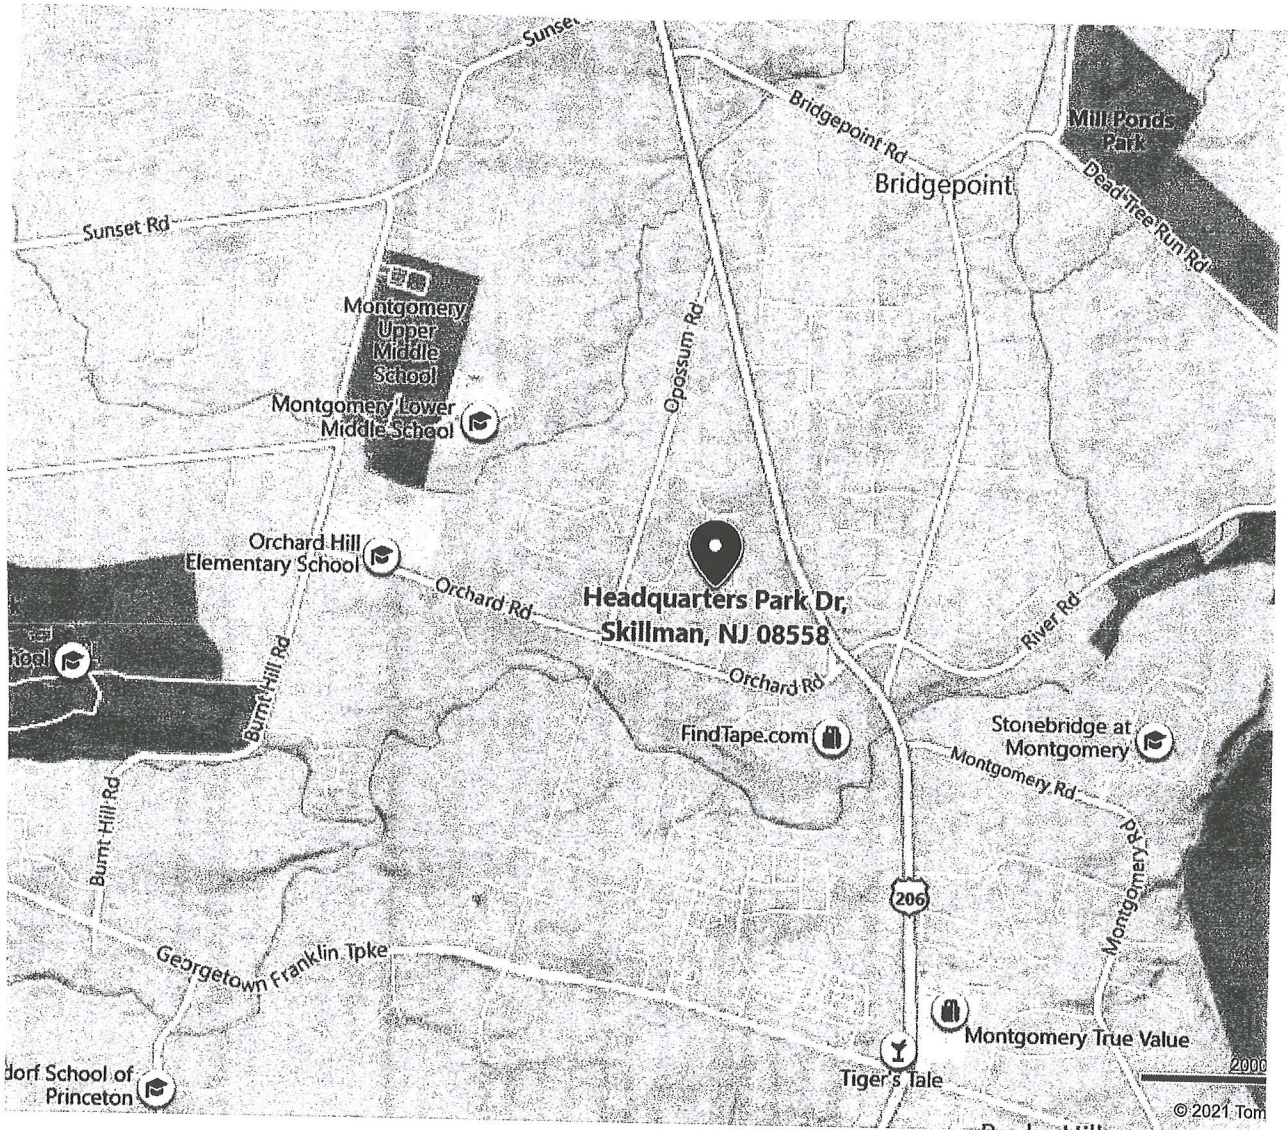 Sunset
Bridgepoint Rd
Mill Ponds
Park
Bridgepoint
Dead Tree Run Rd
Sunset Rd
Montgomery
Upper
Middle
School
Opossum Rd
Montgomery Lower
Middle School
Orchard Hill
Elementary School
Orchard Rd
Headquarters Park Dr,
Skillman, NJ 08558
River Rd
hool
Burnt Hill Rd
Orchard Rd
FindTape.com
Stonebridge at
Montgomery
Montgomery Rd
Burnt Hill Rd
Montgomery Rd
206
Montgomery Rd
Georgetown Franklin Tpke
Montgomery True Value
Tiger's Tale
dorf School of
Princeton
2000
© 2021 Tom